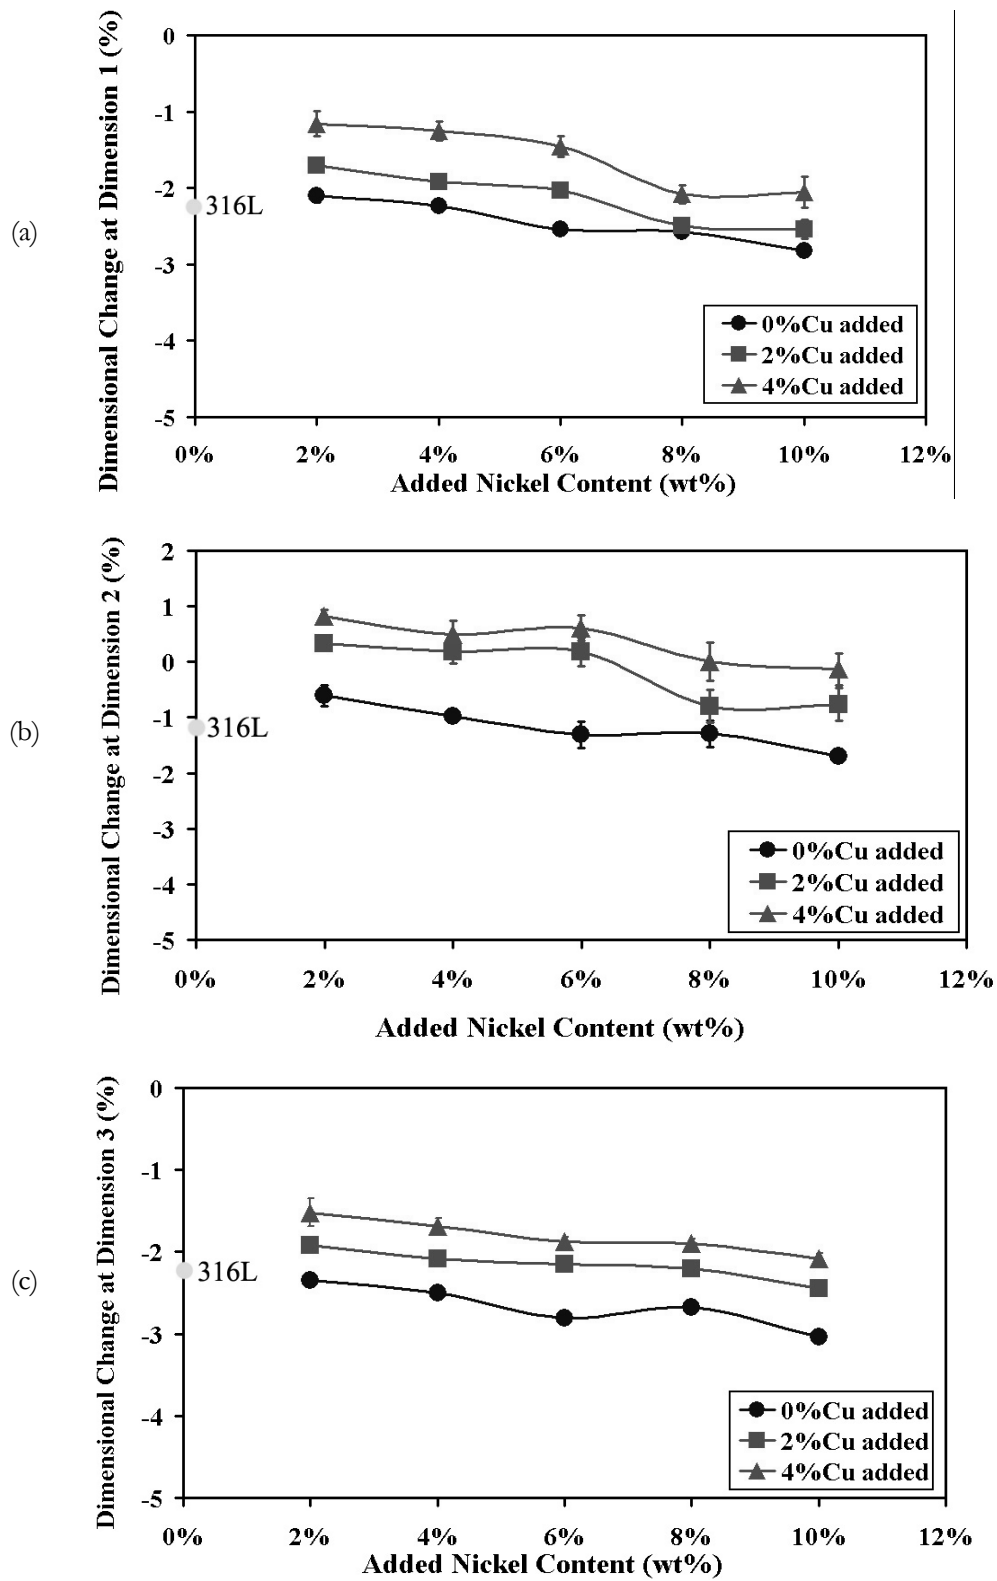 (a)
Dimensional Change at Dimension 1 (%)
0
-1
-2
-3
-4
-5
316L
0%Cu added
2%Cu added
4%Cu added
0% 2% 4% 6% 8% 10% 12%
Added Nickel Content (wt%)
(b)
Dimensional Change at Dimension 2 (%)
2
1
0
-1
-2
-3
-4
-5
316L
0%Cu added
2%Cu added
4%Cu added
0% 2% 4% 6% 8% 10% 12%
Added Nickel Content (wt%)
(c)
Dimensional Change at Dimension 3 (%)
0
-1
-2
-3
-4
-5
316L
0%Cu added
2%Cu added
4%Cu added
0% 2% 4% 6% 8% 10% 12%
Added Nickel Content (wt%)